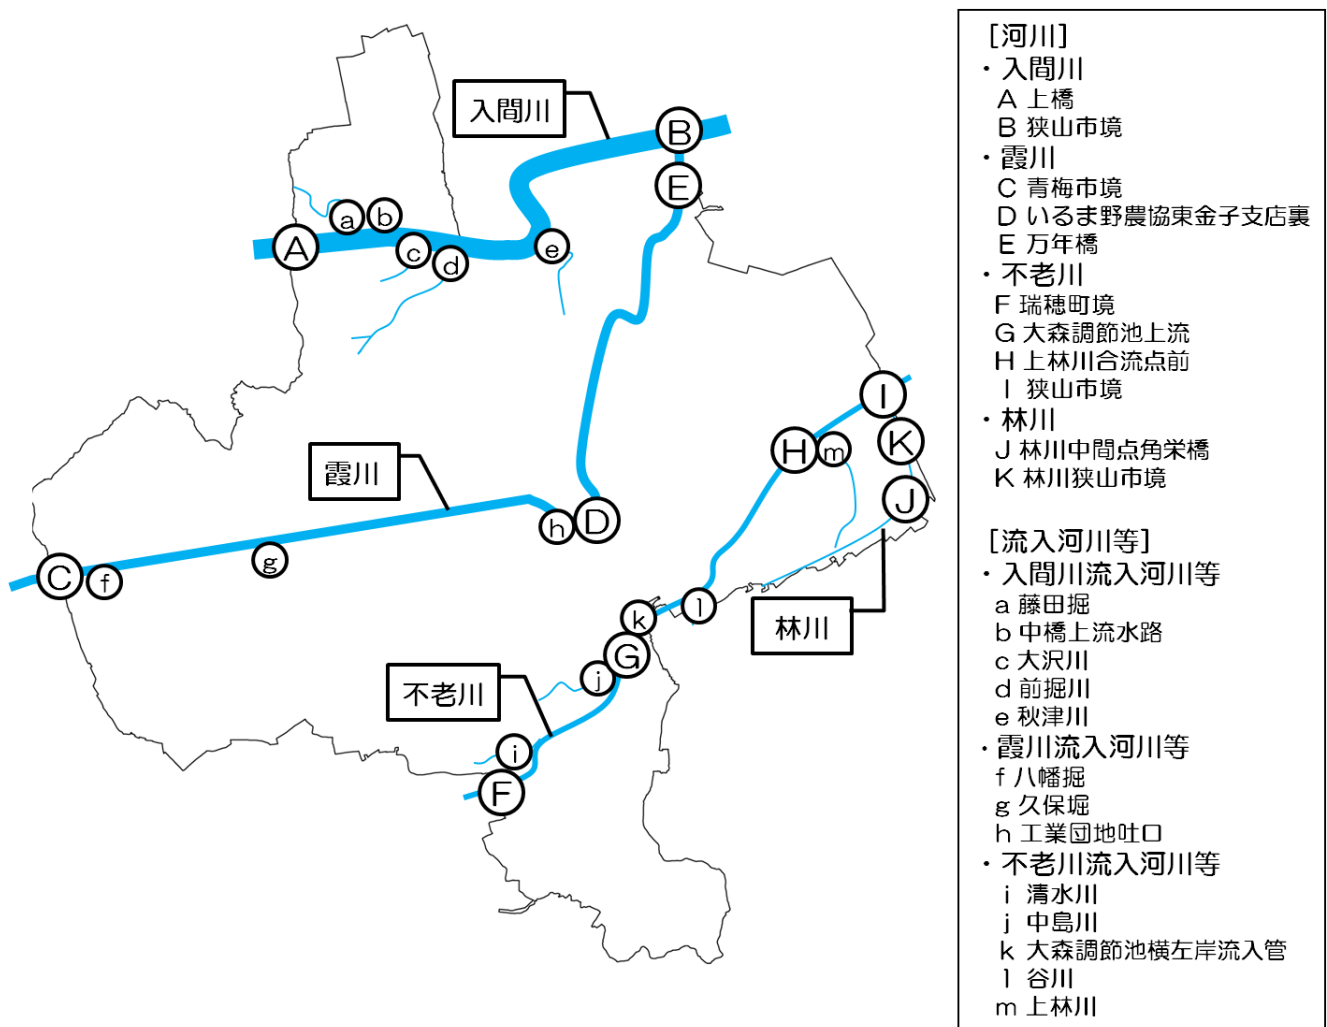 入間川
B
E
a
b
A
c
d
e
I
H
m
K
霞川
J
h
D
g
C
f
l
k
林川
G
j
不老川
i
F
[河川]
・入間川
A 上橋
B 狭山市境
・霞川
C 青梅市境
D いるま野農協東金子支店裏
E 万年橋
・不老川
F 瑞穂町境
G 大森調節池上流
H 上林川合流点前
I 狭山市境
・林川
J 林川中間点角栄橋
K 林川狭山市境
[流入河川等]
・入間川流入河川等
a 藤田堀
b 中橋上流水路
c 大沢川
d 前掘川
e 秋津川
・霞川流入河川等
f 八幡掘
g 久保堀
h 工業団地吐口
・不老川流入河川等
i 清水川
j 中島川
k 大森調節池横左岸流入管
l 谷川
m 上林川